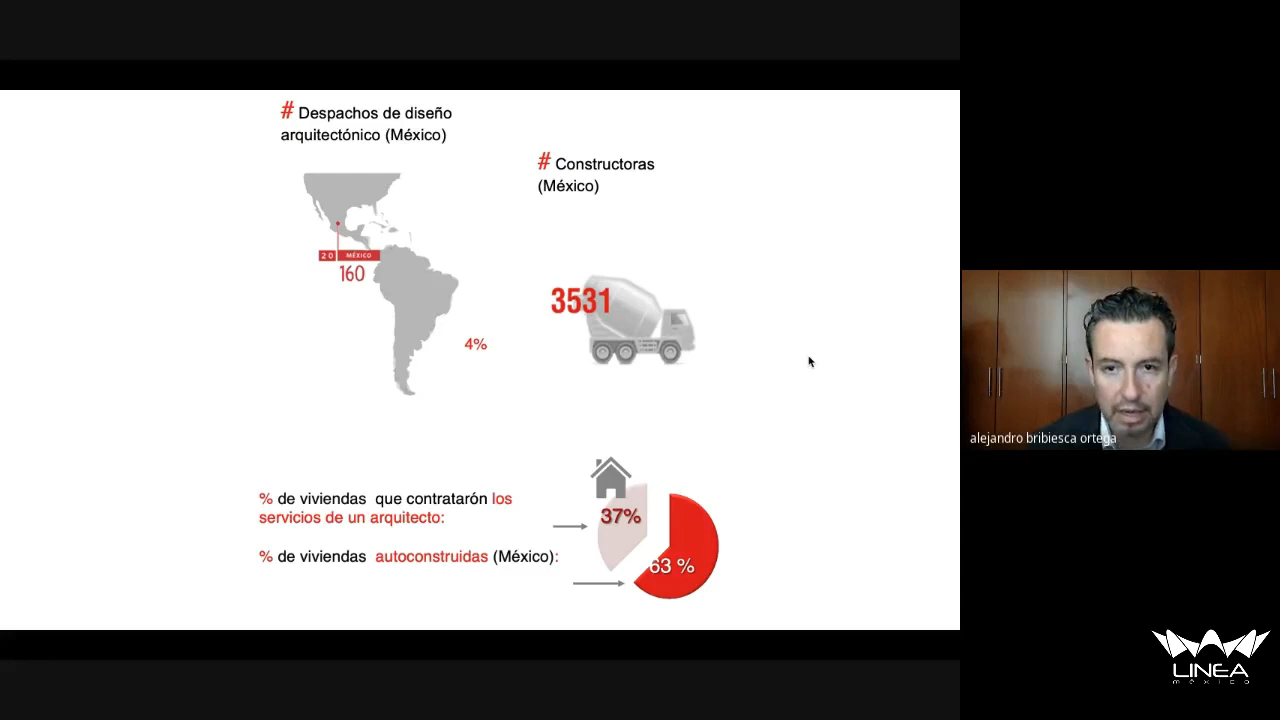 # Despachos de diseño
arquitectónico (México)
# Constructoras
(México)
20 MÉXICO
160
3531
4%
% de viviendas que contratarón los
servicios de un arquitecto:
37%
% de viviendas autoconstruidas (México):
63 %
alejandro bribiesca ortega
LINEA
méxico